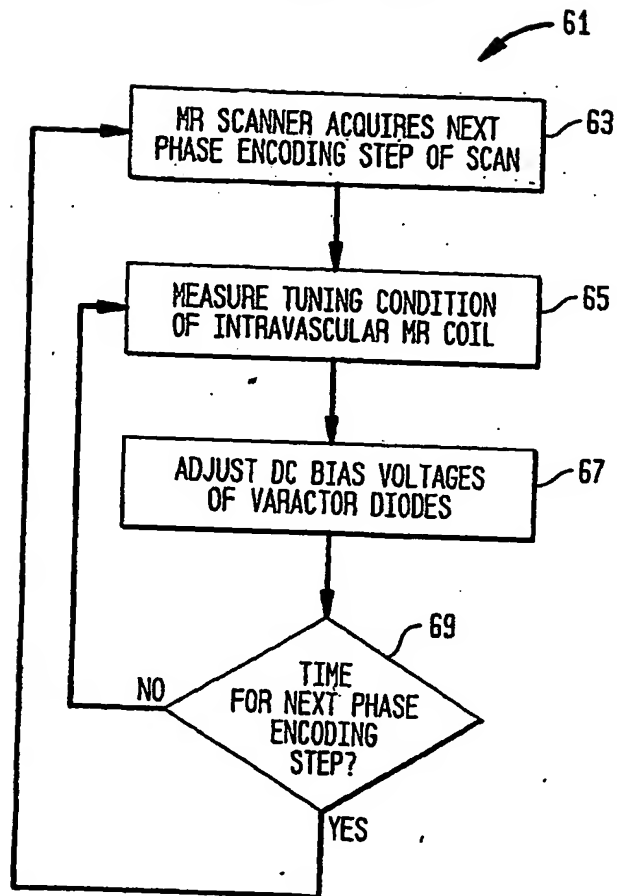 61
MR SCANNER ACQUIRES NEXT
PHASE ENCODING STEP OF SCAN
63
MEASURE TUNING CONDITION
OF INTRAVASCULAR MR COIL
65
ADJUST DC BIAS VOLTAGES
OF VARACTOR DIODES
67
69
TIME
FOR NEXT PHASE
ENCODING
STEP?
NO
YES